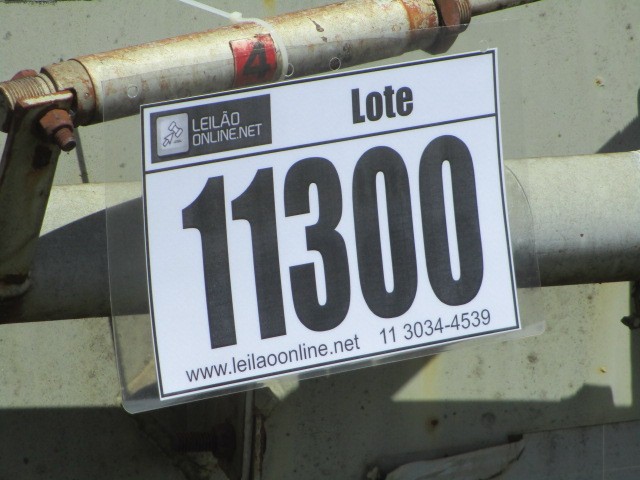 4
LEILÃO
ONLINE.NET
Lote
11300
www.leilaoonline.net 11 3034-4539